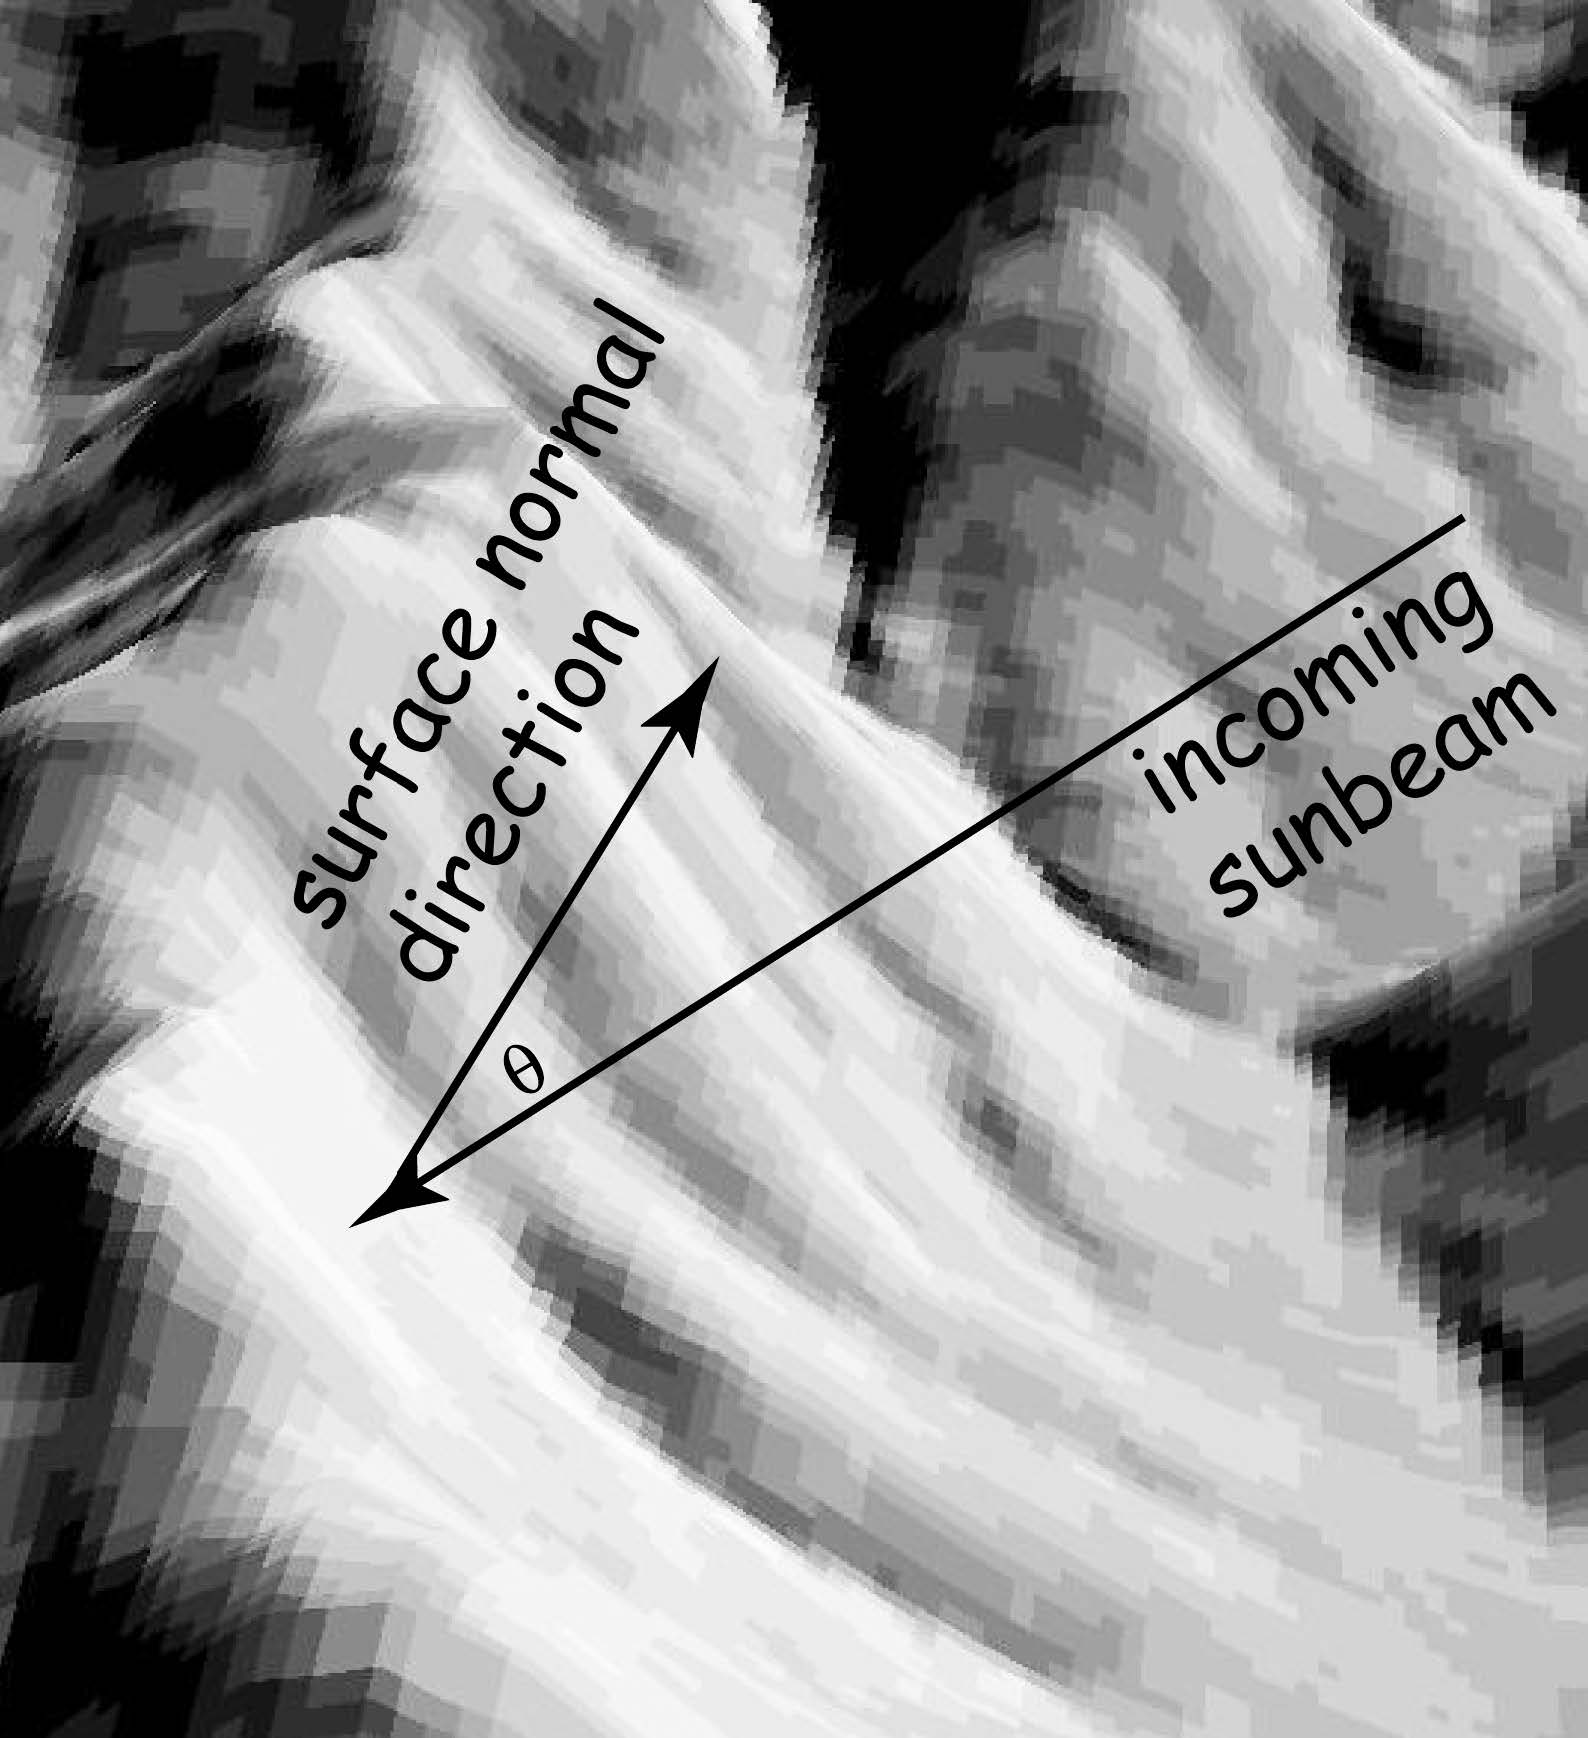 surface normal
direction
θ
incoming
sunbeam